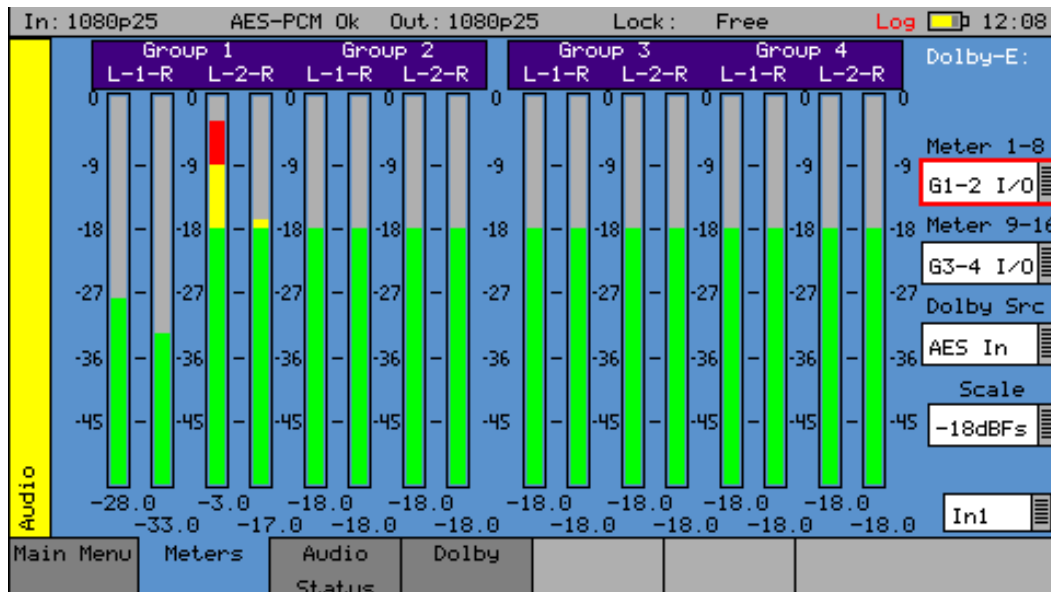 In: 1080p25 AES-PCM Ok Out: 1080p25 Lock: Free Log 12:08
Group 1 Group 2 Group 3 Group 4
L-1-R L-2-R L-1-R L-2-R L-1-R L-2-R L-1-R L-2-R
Dolby-E:
0 0 0 0 0 0 0 0 0
-9 -9 -9 -9 -9 -9 -9 -9 -9
-18 -18 -18 -18 -18 -18 -18 -18 -18
-27 -27 -27 -27 -27 -27 -27 -27 -27
-36 -36 -36 -36 -36 -36 -36 -36 -36
-45 -45 -45 -45 -45 -45 -45 -45 -45
-28.0 -3.0 -18.0 -18.0 -18.0 -18.0 -18.0 -18.0
-33.0 -17.0 -18.0 -18.0 -18.0 -18.0 -18.0 -18.0
Meter 1-8
G1-2 I/O
Meter 9-16
G3-4 I/O
Dolby Src
AES In
Scale
-18dBFs
In1
Audio
Main Menu Meters Audio Dolby
Status